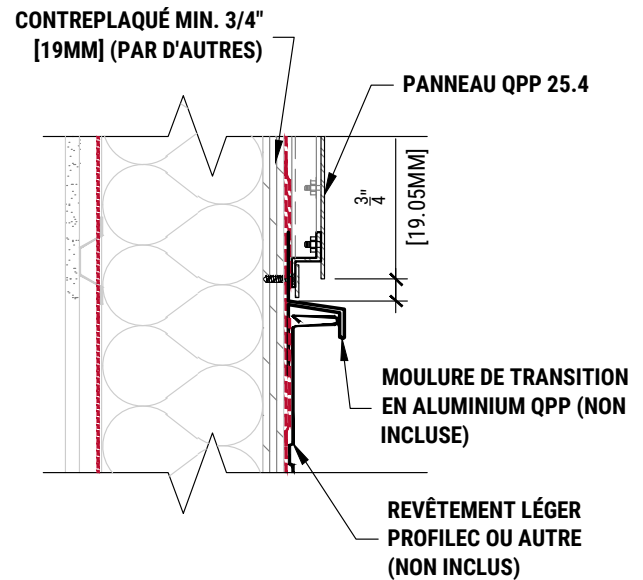 CONTREPLAQUÉ MIN. 3/4"
[19MM] (PAR D'AUTRES)
PANNEAU QPP 25.4
3"
4
[19.05MM]
MOULURE DE TRANSITION
EN ALUMINIUM QPP (NON
INCLUSE)
REVÊTEMENT LÉGER
PROFILEC OU AUTRE
(NON INCLUS)